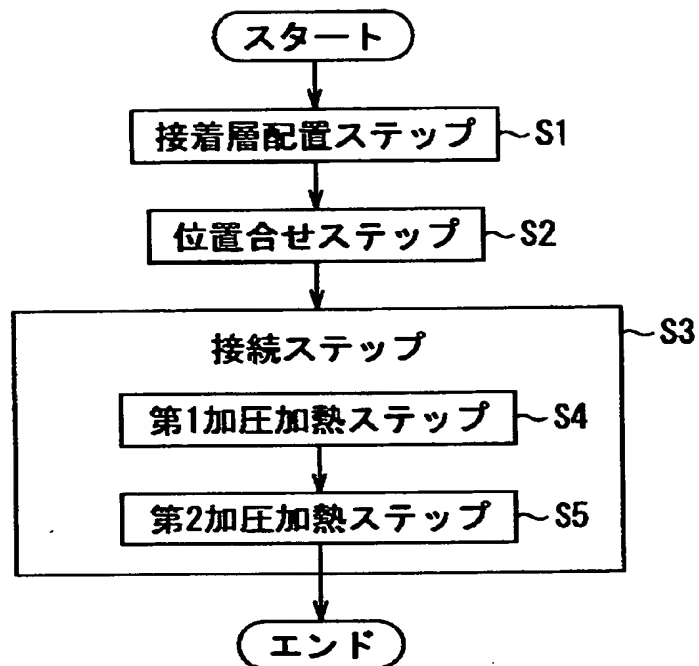 スタート
接着層配置ステップ ~S1
位置合せステップ ~S2
接続ステップ ~S3
第1加圧加熱ステップ ~S4
第2加圧加熱ステップ ~S5
エンド